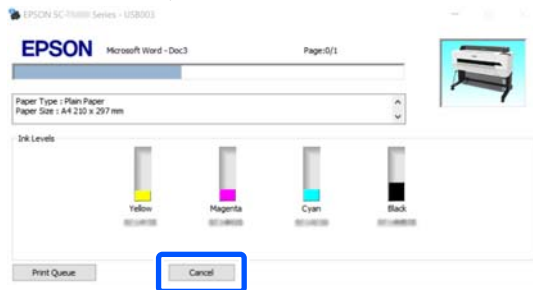 EPSON SC- Series - USB003
EPSON
Microsoft Word - Doc3
Page:0/1
Paper Type : Plain Paper
Paper Size : A4 210 x 297 mm
Ink Levels
Yellow
Magenta
Cyan
Black
Print Queue
Cancel